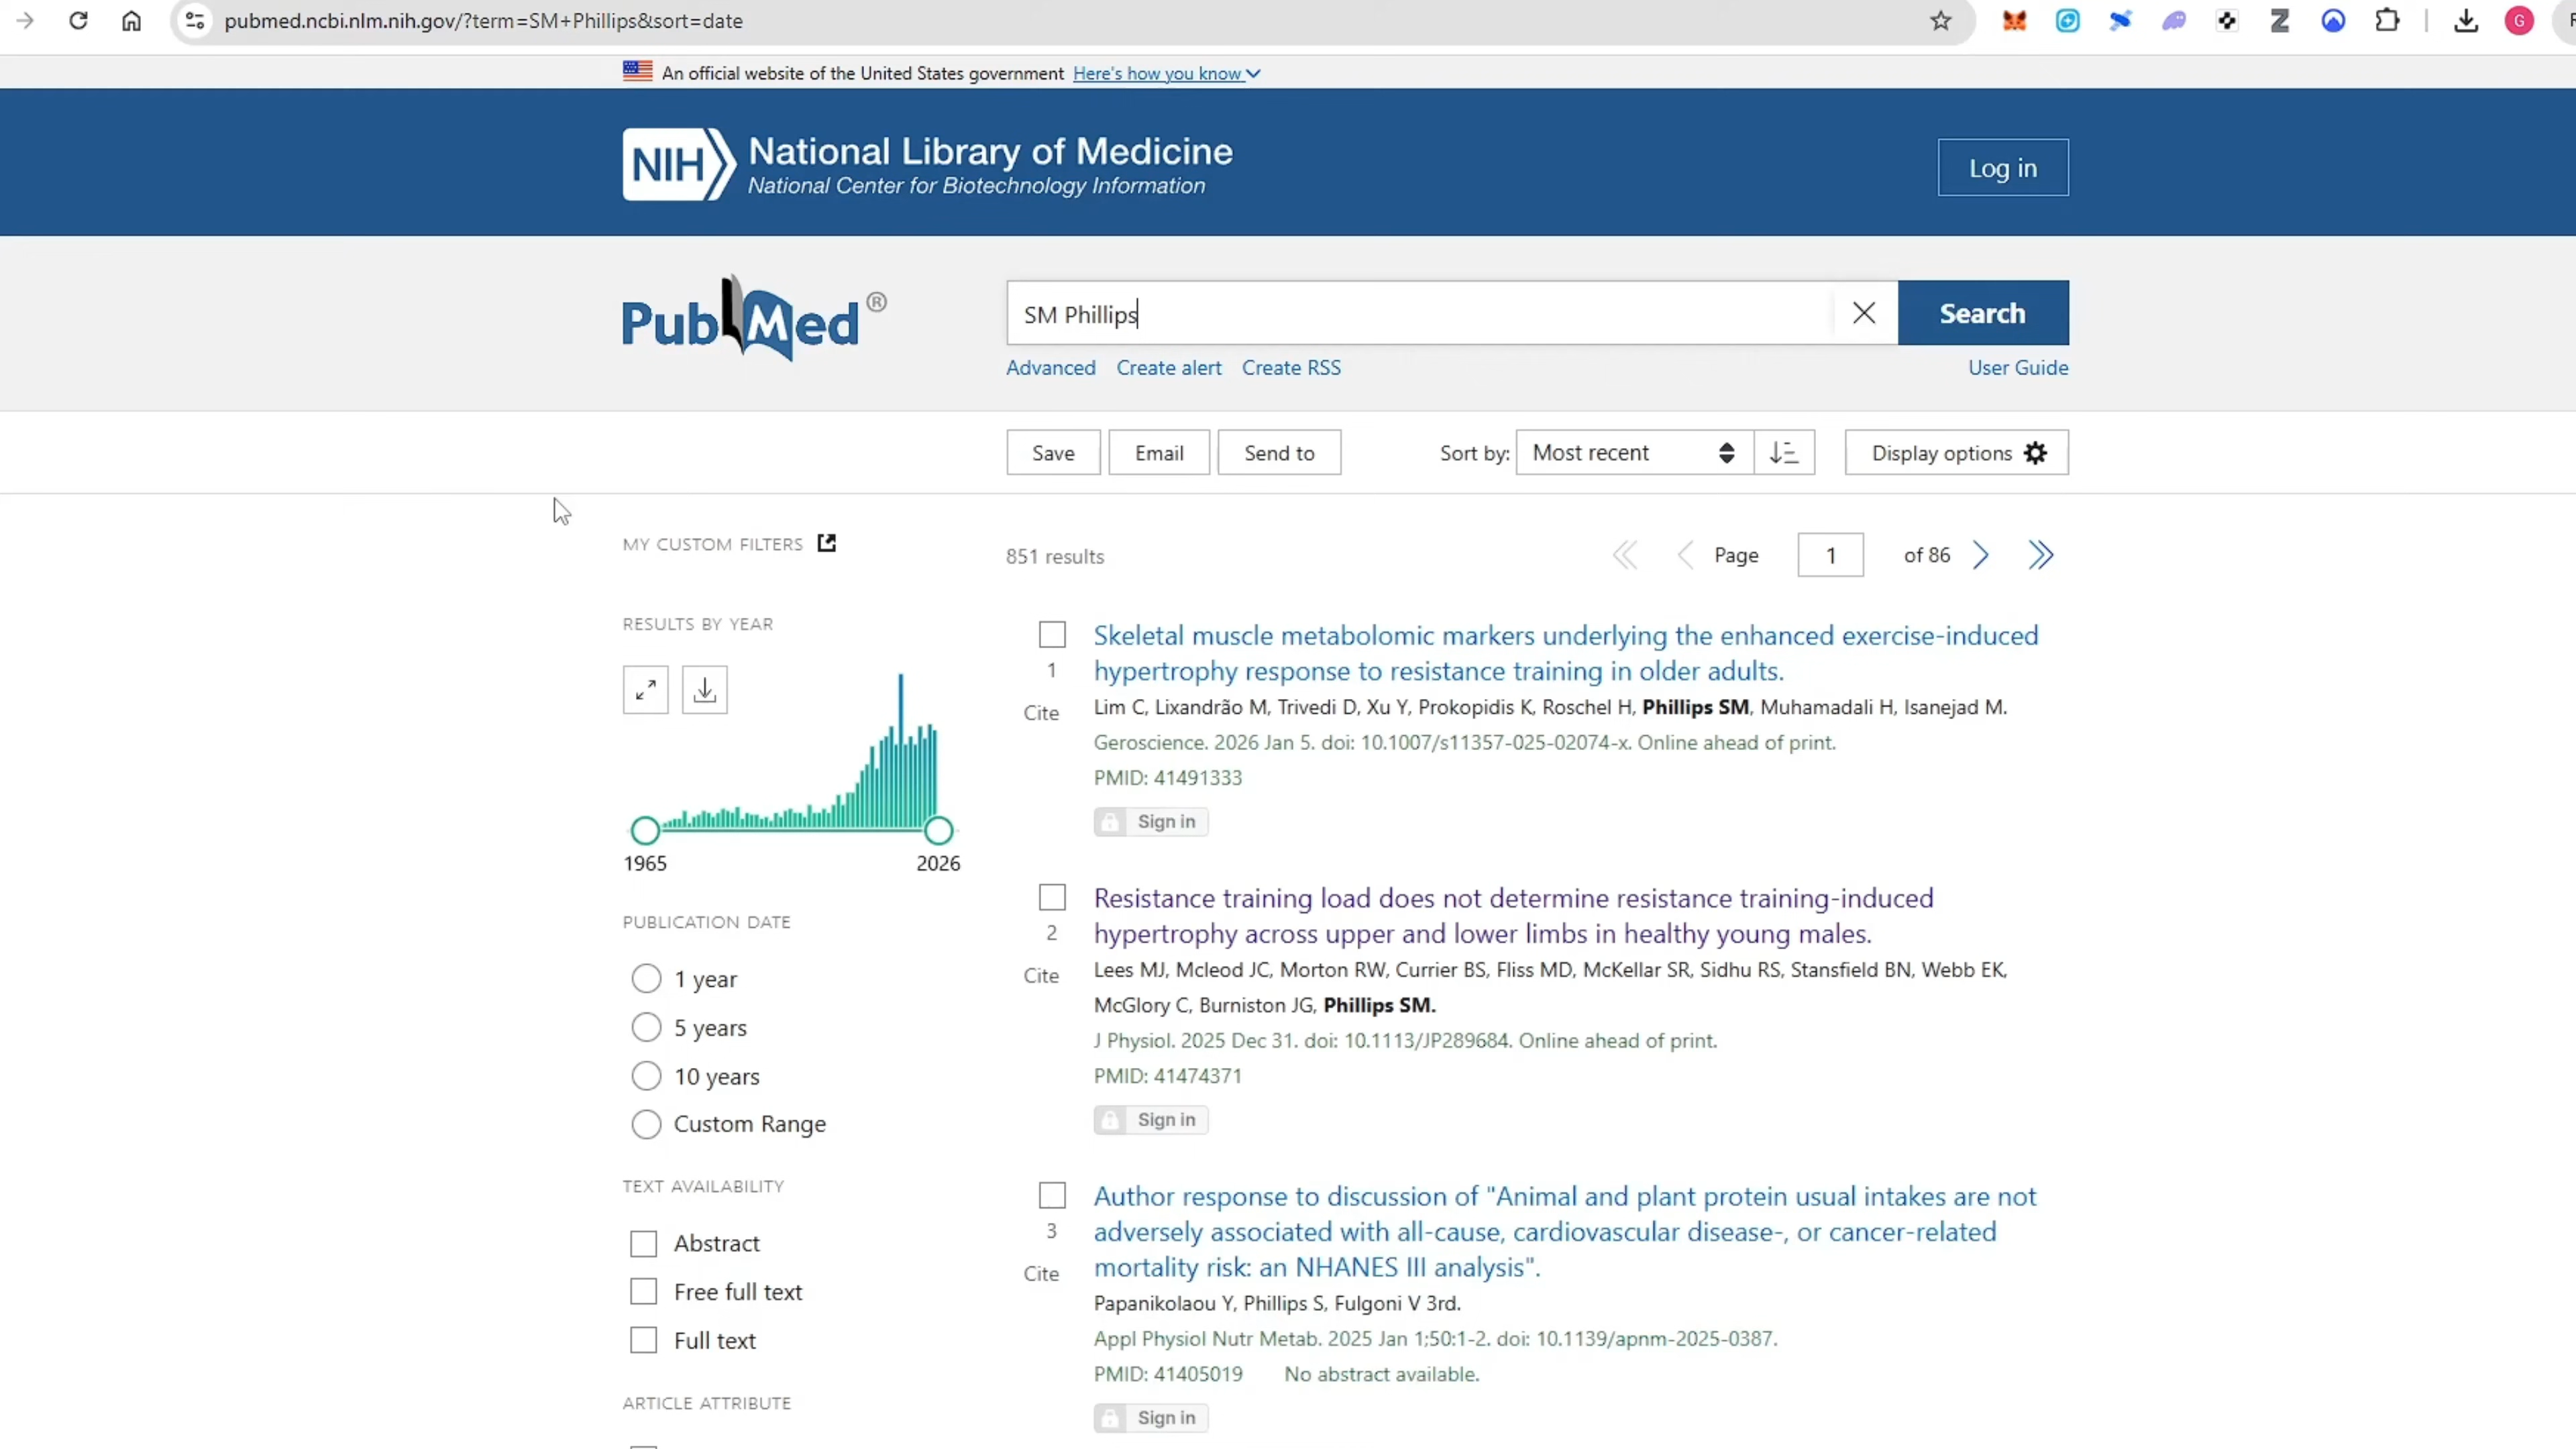 pubmed.ncbi.nlm.nih.gov/?term=SM+Phillips&sort=date
G
An official website of the United States government Here's how you know
NIH National Library of Medicine
National Center for Biotechnology Information
Log in
PubMed®
SM Phillips
Search
Advanced Create alert Create RSS
User Guide
Save Email Send to
Sort by: Most recent
Display options
MY CUSTOM FILTERS
851 results
Page 1 of 86
RESULTS BY YEAR
1965 2026
PUBLICATION DATE
1 year
5 years
10 years
Custom Range
TEXT AVAILABILITY
Abstract
Free full text
Full text
ARTICLE ATTRIBUTE
1
Cite
Skeletal muscle metabolomic markers underlying the enhanced exercise-induced
hypertrophy response to resistance training in older adults.
Lim C, Lixandrão M, Trivedi D, Xu Y, Prokopidis K, Roschel H, Phillips SM, Muhamadali H, Isanejad M.
Geroscience. 2026 Jan 5. doi: 10.1007/s11357-025-02074-x. Online ahead of print.
PMID: 41491333
Sign in
2
Cite
Resistance training load does not determine resistance training-induced
hypertrophy across upper and lower limbs in healthy young males.
Lees MJ, Mcleod JC, Morton RW, Currier BS, Fliss MD, McKellar SR, Sidhu RS, Stansfield BN, Webb EK,
McGlory C, Burniston JG, Phillips SM.
J Physiol. 2025 Dec 31. doi: 10.1113/JP289684. Online ahead of print.
PMID: 41474371
Sign in
3
Cite
Author response to discussion of "Animal and plant protein usual intakes are not
adversely associated with all-cause, cardiovascular disease-, or cancer-related
mortality risk: an NHANES III analysis".
Papanikolaou Y, Phillips S, Fulgoni V 3rd.
Appl Physiol Nutr Metab. 2025 Jan 1;50:1-2. doi: 10.1139/apnm-2025-0387.
PMID: 41405019 No abstract available.
Sign in